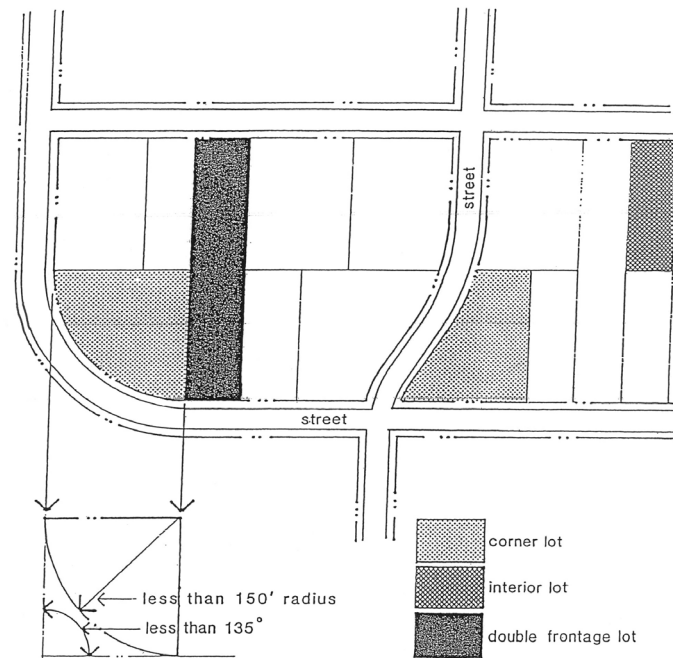 street
street
corner lot
less than 150' radius
interior lot
less than 135°
double frontage lot